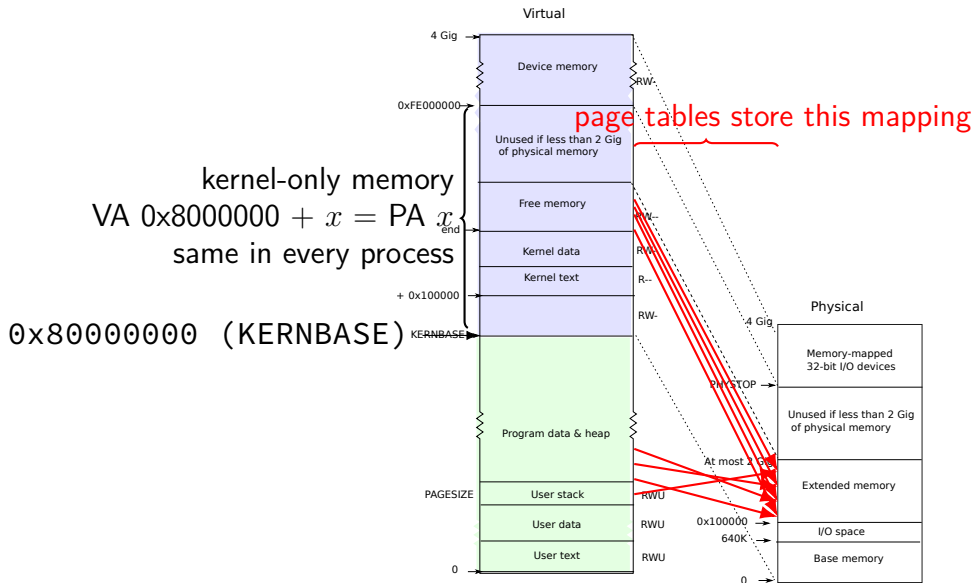 Virtual
4 Gig
Device memory
RW-
0xFE000000
page tables store this mapping
Unused if less than 2 Gig
of physical memory
kernel-only memory
VA 0x8000000 + x = PA x
same in every process
Free memory
RW--
end
Kernel data
RW-
Kernel text
R--
+ 0x100000
RW-
Physical
0x80000000 (KERNBASE)
KERNBASE
4 Gig
Memory-mapped
32-bit I/O devices
PHYSTOP
Unused if less than 2 Gig
of physical memory
Program data & heap
At most 2 Gig
Extended memory
PAGESIZE
User stack
RWU
0x100000
I/O space
640K
User data
RWU
Base memory
User text
RWU
0
0